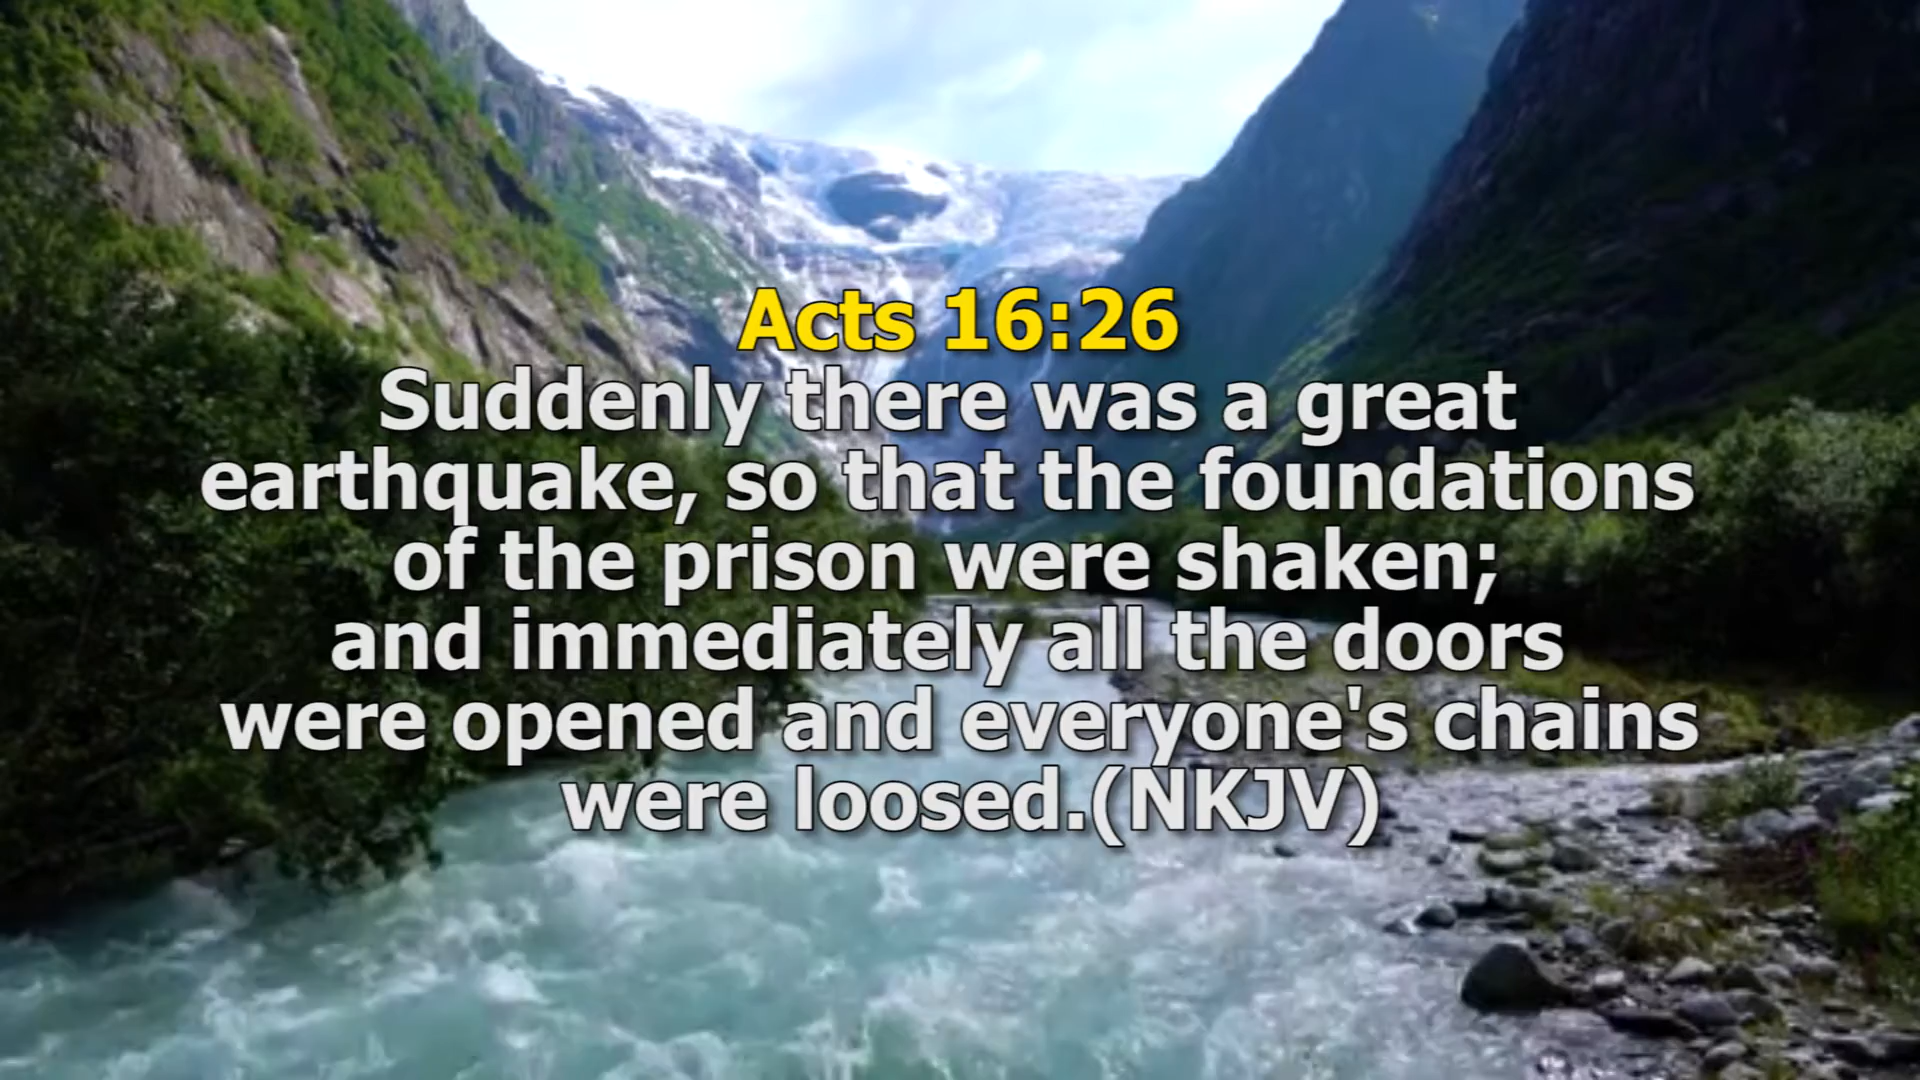 Acts 16:26
Suddenly there was a great
earthquake, so that the foundations
of the prison were shaken;
and immediately all the doors
were opened and everyone's chains
were loosed.(NKJV)